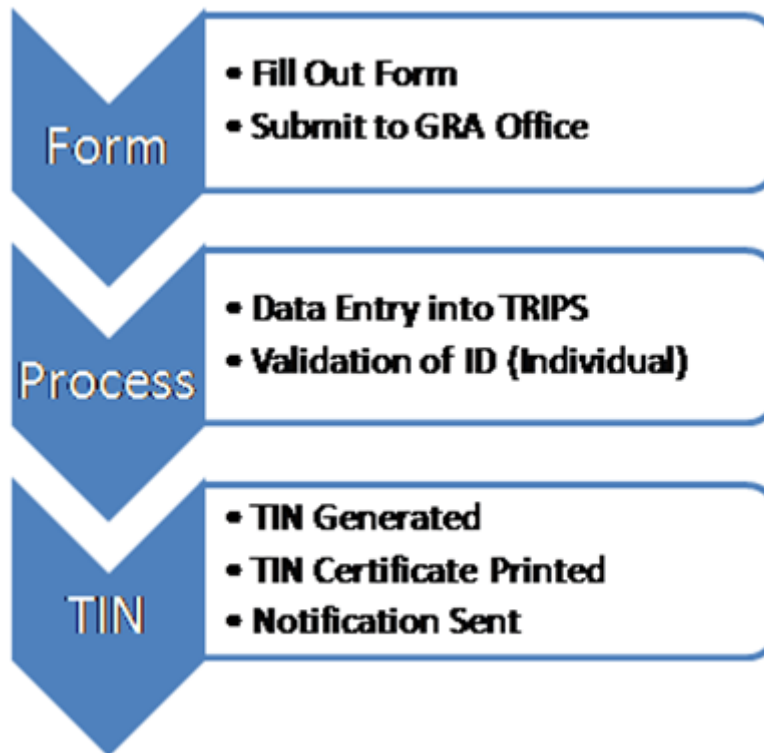 Form
• Fill Out Form
• Submit to GRA Office
Process
• Data Entry into TRIPS
• Validation of ID (Individual)
TIN
• TIN Generated
• TIN Certificate Printed
• Notification Sent